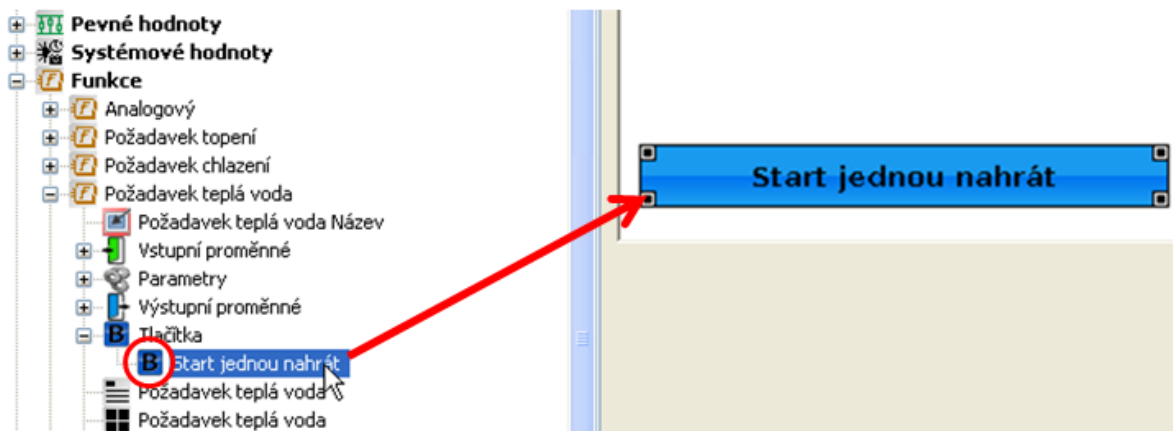 Pevné hodnoty
Systémové hodnoty
Funkce
Analogový
Požadavek topení
Požadavek chlazení
Požadavek teplá voda
Požadavek teplá voda Název
Vstupní proměnné
Parametry
Výstupní proměnné
B Tlačítka
B Start jednou nahrát
Požadavek teplá voda
Požadavek teplá voda
Start jednou nahrát